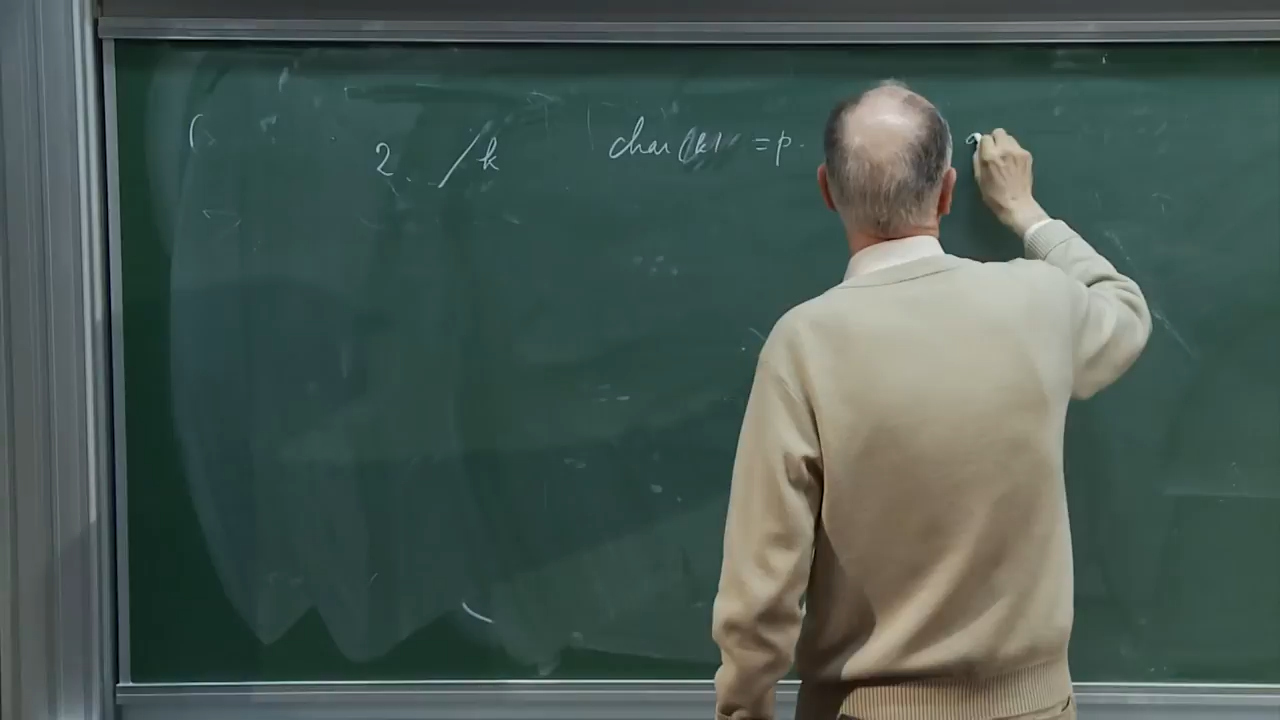 2. /k char(k) = p.